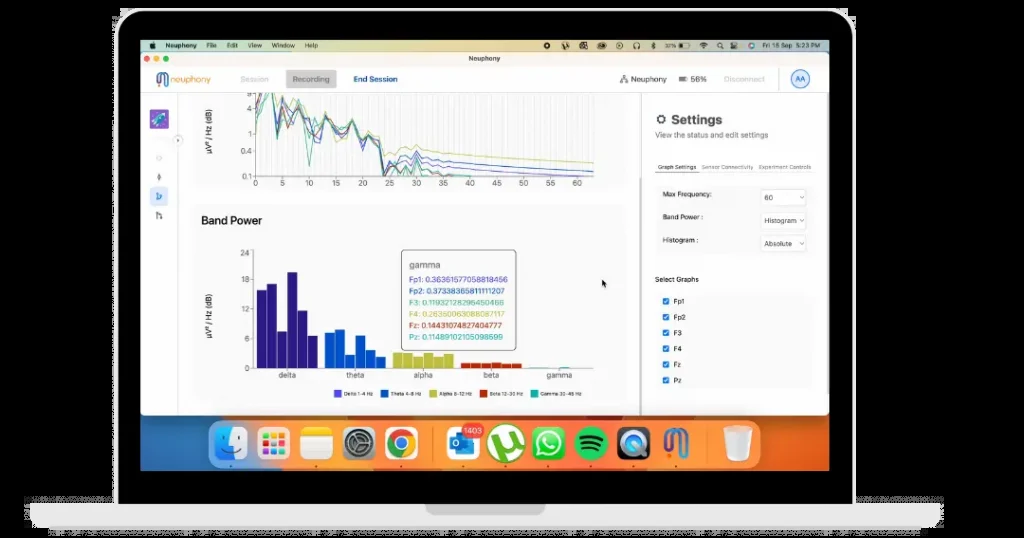 Neuphony File Edit View Window Help
Fri 15 Sep 5:23 PM
Neuphony
neuphony Session Recording End Session Neuphony 56% Disconnect AA
4
1
0.4
0.1
µV² / Hz (dB)
0 5 10 15 20 25 30 35 40 45 50 55 60
Band Power
24
18
12
6
0
µV² / Hz (dB)
gamma
Fp1: 0.36361577058818456
Fp2: 0.37338365811111207
F3: 0.11932128296450466
F4: 0.26350063088087117
Fz: 0.14431074827404777
Pz: 0.11489102105098599
delta theta alpha beta gamma
Delta 1-4 Hz Theta 4-8 Hz Alpha 8-12 Hz Beta 12-30 Hz Gamma 30-45 Hz
Settings
View the status and edit settings
Graph Settings Sensor Connectivity Experiment Controls
Max Frequency: 60
Band Power : Histogram
Histogram : Absolute
Select Graphs
Fp1
Fp2
F3
F4
Fz
Pz
1403